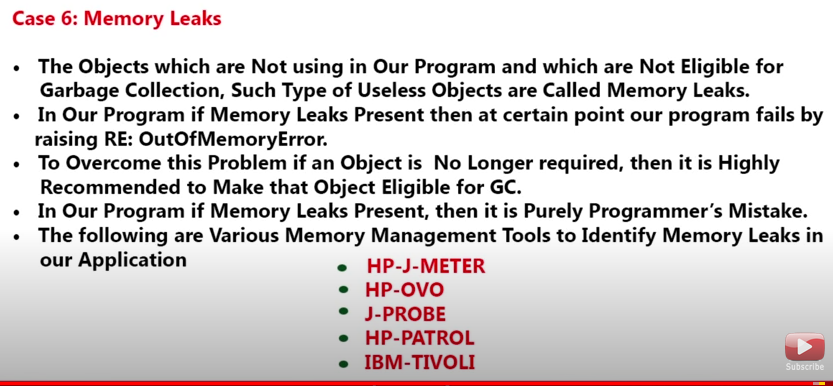 Case 6: Memory Leaks
• The Objects which are Not using in Our Program and which are Not Eligible for
Garbage Collection, Such Type of Useless Objects are Called Memory Leaks.
• In Our Program if Memory Leaks Present then at certain point our program fails by
raising RE: OutOfMemoryError.
• To Overcome this Problem if an Object is No Longer required, then it is Highly
Recommended to Make that Object Eligible for GC.
• In Our Program if Memory Leaks Present, then it is Purely Programmer's Mistake.
• The following are Various Memory Management Tools to Identify Memory Leaks in
our Application
• HP-J-METER
• HP-OVO
• J-PROBE
• HP-PATROL
• IBM-TIVOLI
Subscribe